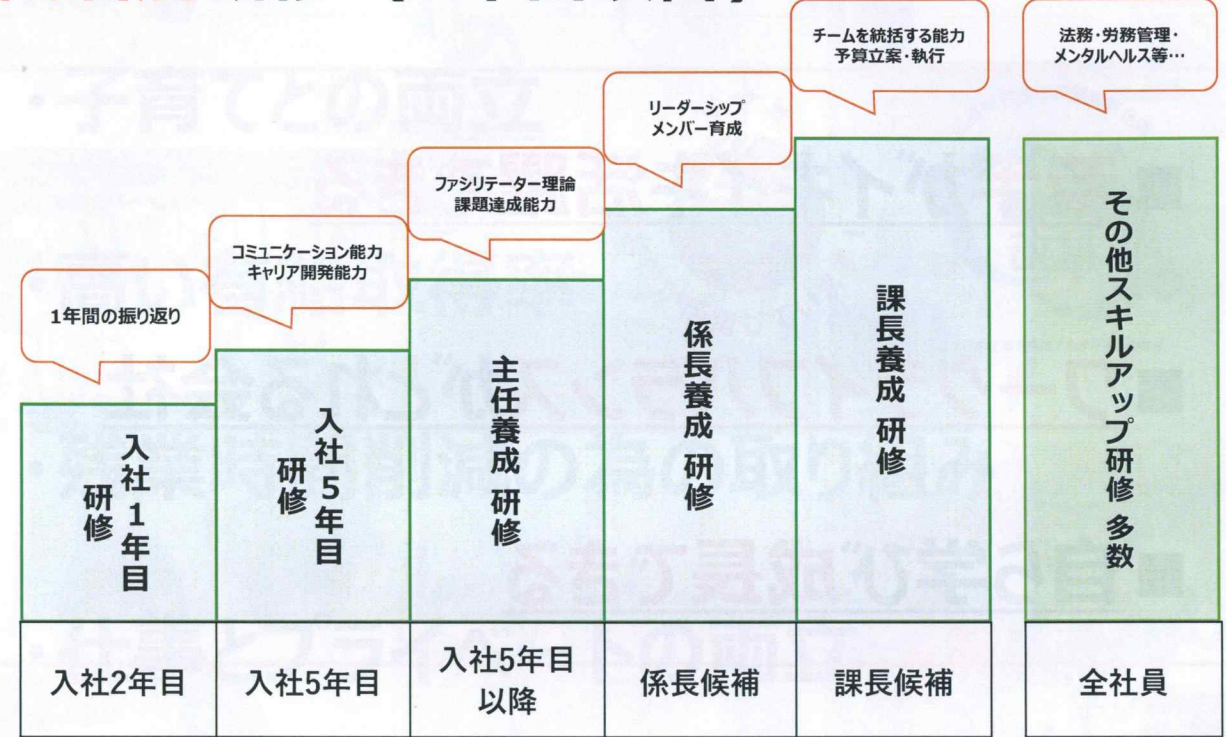 チームを統括する能力
予算立案・執行
法務・労務管理・
メンタルヘルス等…
リーダーシップ
メンバー育成
ファシリテーター理論
課題達成能力
コミュニケーション能力
キャリア開発能力
1年間の振り返り
入社1年目
研修
入社5年目
研修
主任養成 研修
係長養成 研修
課長養成 研修
その他スキルアップ研修 多数
入社2年目
入社5年目
入社5年目
以降
係長候補
課長候補
全社員